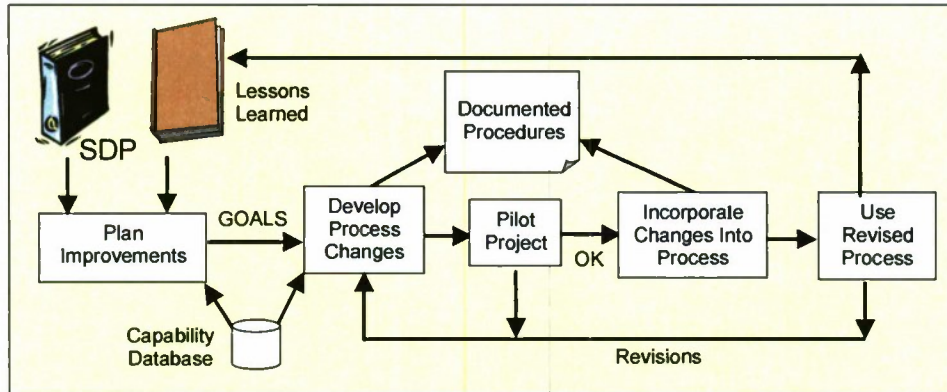 Lessons
Learned
SDP
Documented
Procedures
Plan
Improvements
GOALS
Develop
Process
Changes
Pilot
Project
OK
Incorporate
Changes Into
Process
Use
Revised
Process
Capability
Database
Revisions